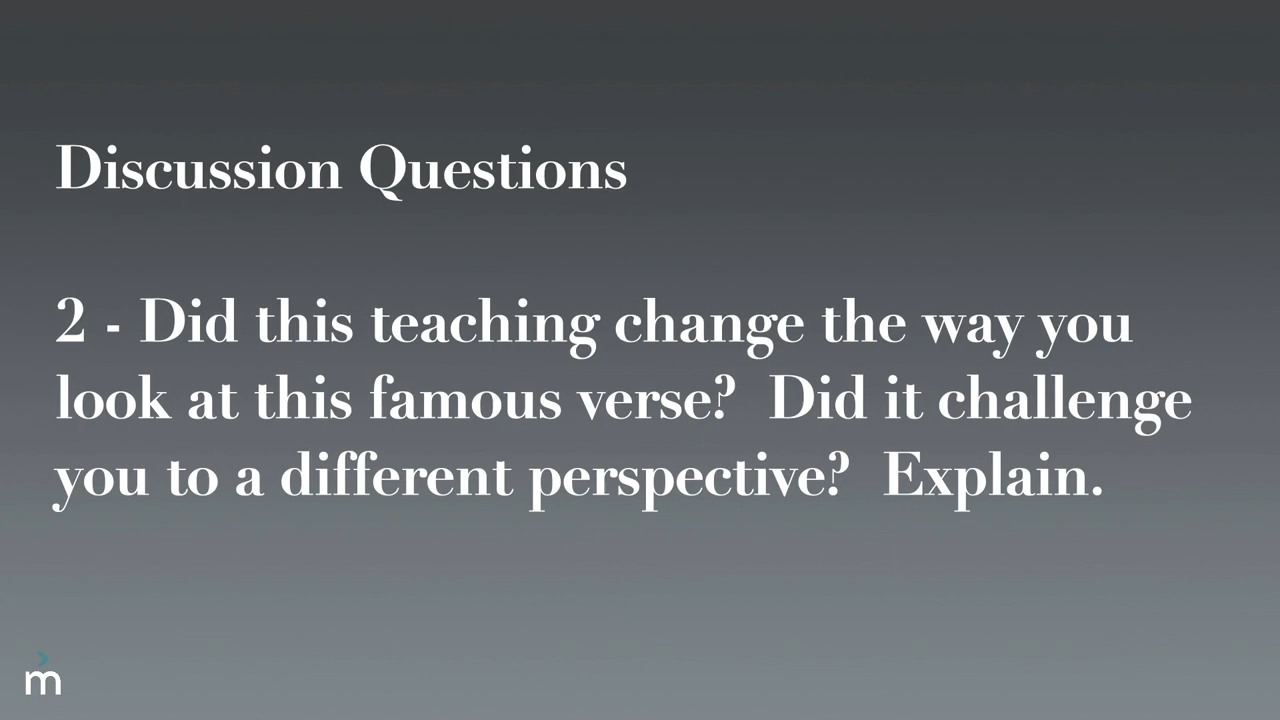 Discussion Questions
2 - Did this teaching change the way you
look at this famous verse?  Did it challenge
you to a different perspective?  Explain.
m